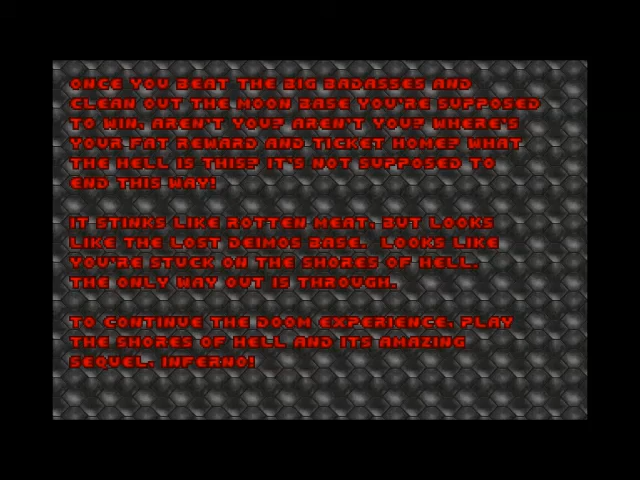 ONCE YOU BEAT THE BIG BADASSES AND
CLEAN OUT THE MOON BASE YOU'RE SUPPOSED
TO WIN, AREN'T YOU? AREN'T YOU? WHERE'S
YOUR FAT REWARD AND TICKET HOME? WHAT
THE HELL IS THIS? IT'S NOT SUPPOSED TO
END THIS WAY!

IT STINKS LIKE ROTTEN MEAT, BUT LOOKS
LIKE THE LOST DEIMOS BASE. LOOKS LIKE
YOU'RE STUCK ON THE SHORES OF HELL.
THE ONLY WAY OUT IS THROUGH.

TO CONTINUE THE DOOM EXPERIENCE, PLAY
THE SHORES OF HELL AND ITS AMAZING
SEQUEL, INFERNO!